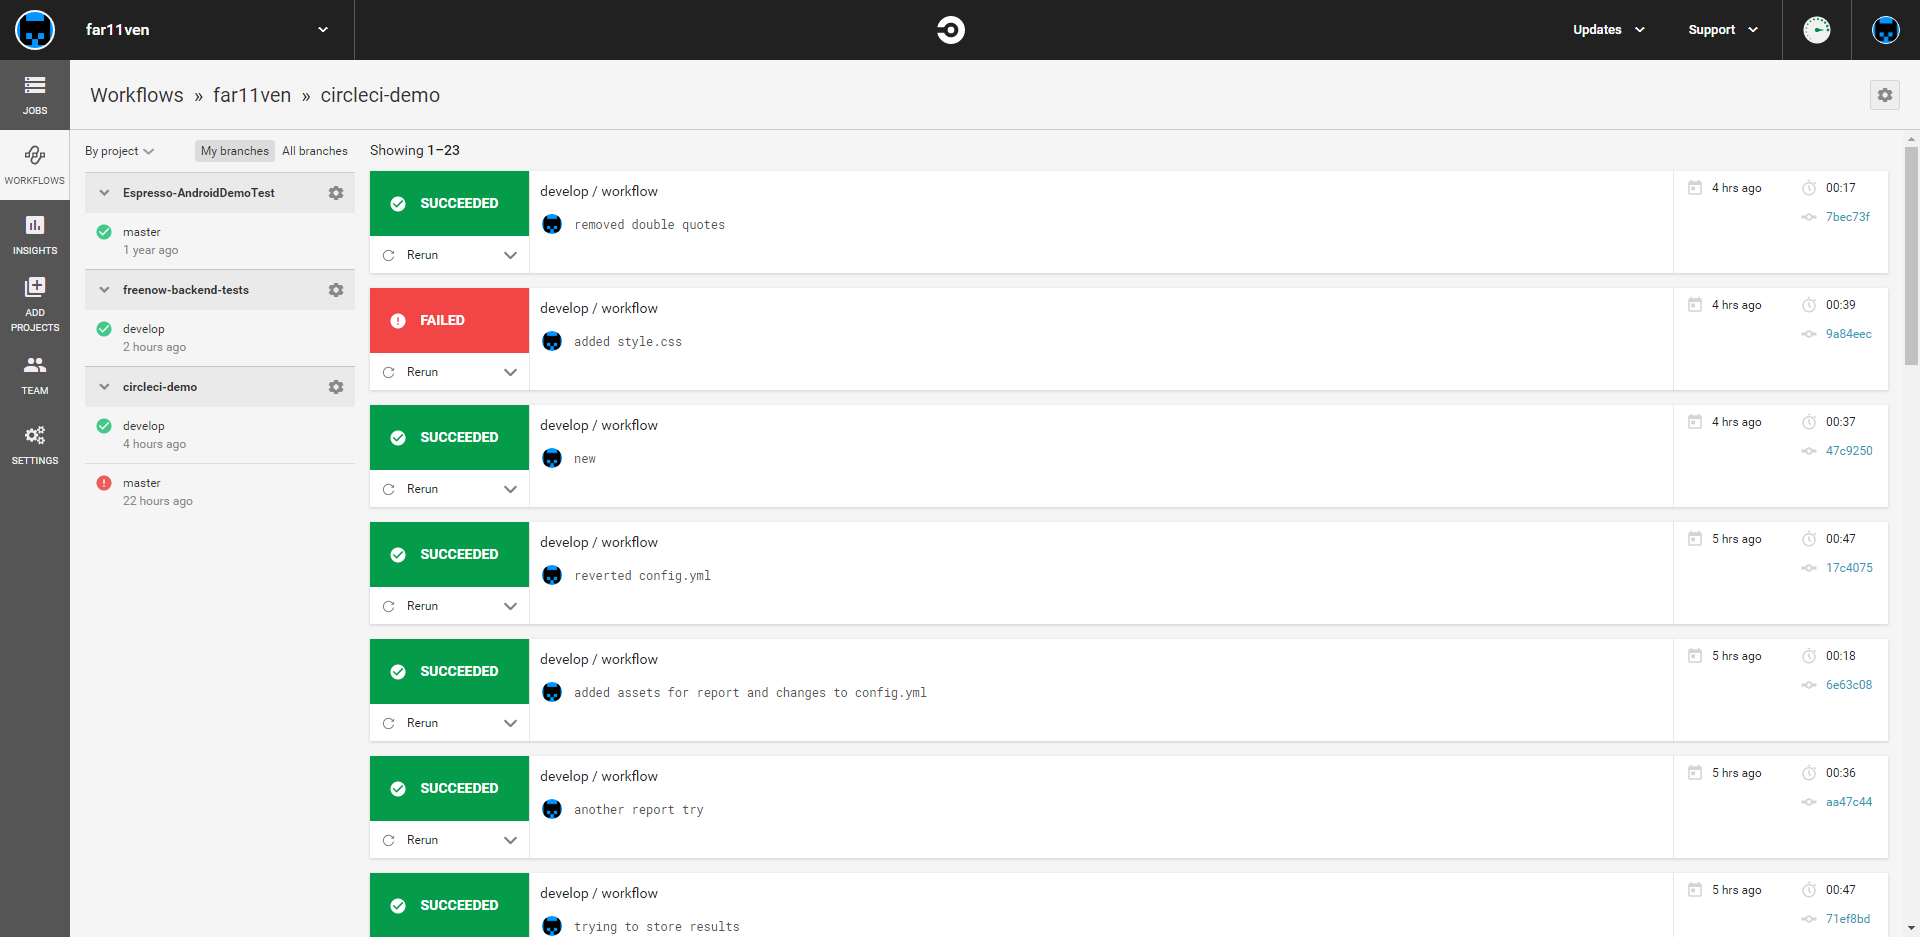 far11ven
Updates
Support
JOBS
WORKFLOWS
INSIGHTS
ADD
PROJECTS
TEAM
SETTINGS
Workflows » far11ven » circleci-demo
By project
My branches
All branches
Espresso-AndroidDemoTest
master
1 year ago
freenow-backend-tests
develop
2 hours ago
circleci-demo
develop
4 hours ago
master
22 hours ago
Showing 1–23
SUCCEEDED
Rerun
develop / workflow
removed double quotes
4 hrs ago
00:17
7bec73f
FAILED
Rerun
develop / workflow
added style.css
4 hrs ago
00:39
9a84eec
SUCCEEDED
Rerun
develop / workflow
new
4 hrs ago
00:37
47c9250
SUCCEEDED
Rerun
develop / workflow
reverted config.yml
5 hrs ago
00:47
17c4075
SUCCEEDED
Rerun
develop / workflow
added assets for report and changes to config.yml
5 hrs ago
00:18
6e63c08
SUCCEEDED
Rerun
develop / workflow
another report try
5 hrs ago
00:36
aa47c44
SUCCEEDED
develop / workflow
trying to store results
5 hrs ago
00:47
71ef8bd